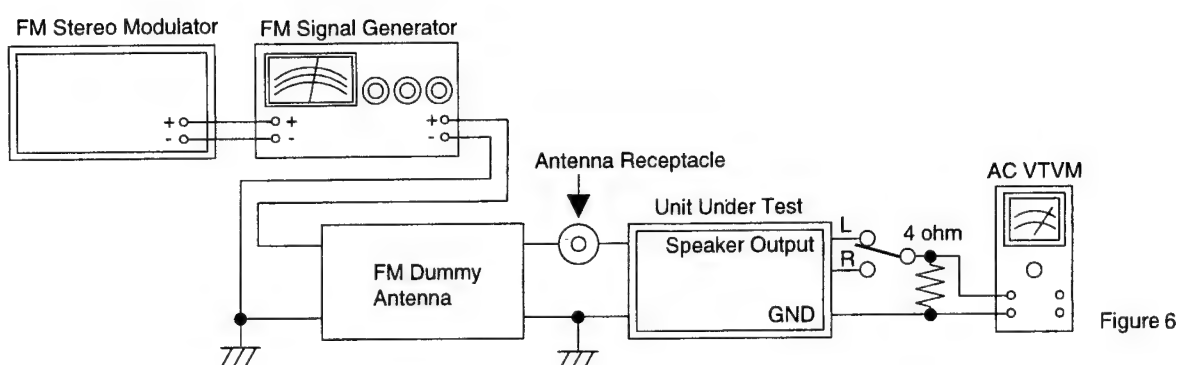 FM Stereo Modulator
FM Signal Generator
+
-
+
-
+
-
Antenna Receptacle
AC VTVM
Unit Under Test
Speaker Output
L
R
4 ohm
FM Dummy
Antenna
GND
Figure 6